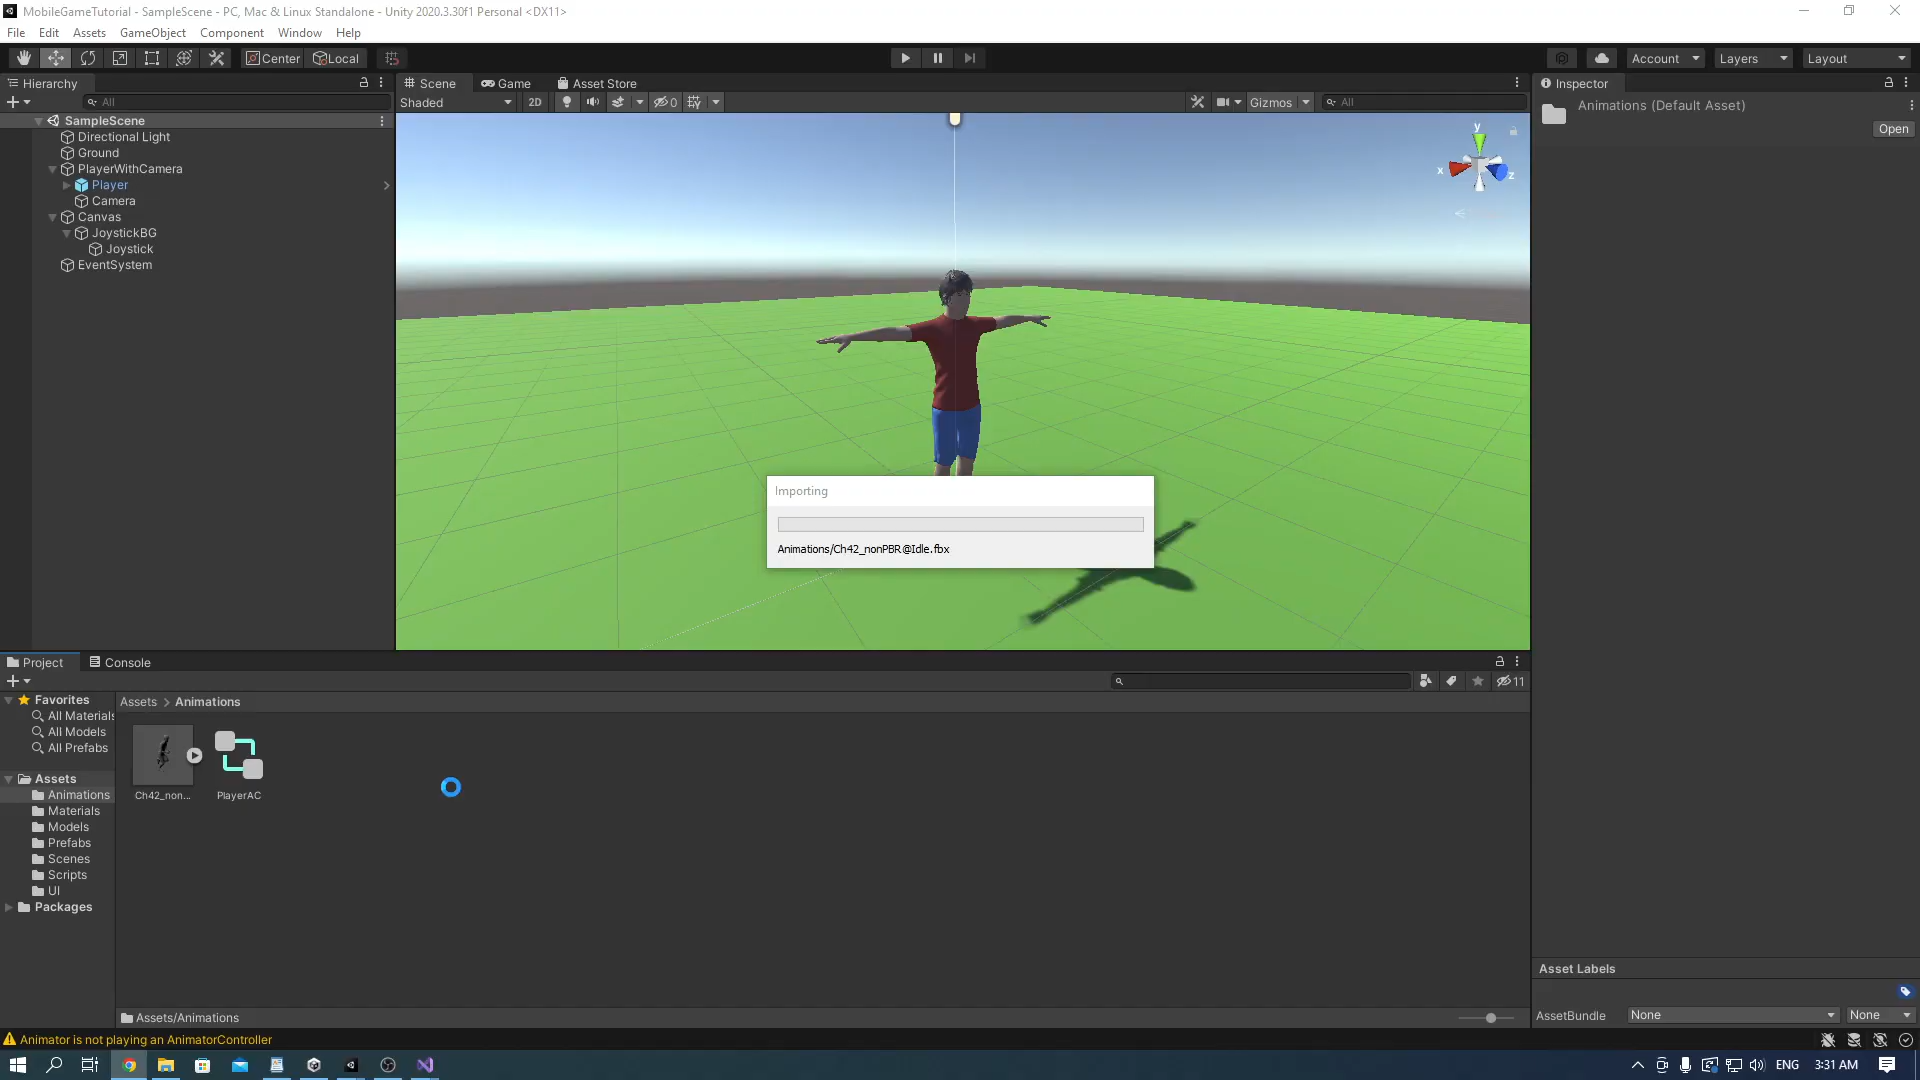 MobileGameTutorial - SampleScene - PC, Mac & Linux Standalone - Unity 2020.3.30f1 Personal <DX11>
File Edit Assets GameObject Component Window Help
Center Local Account Layers Layout
Hierarchy
All
SampleScene
Directional Light
Ground
PlayerWithCamera
Player
Camera
Canvas
JoystickBG
Joystick
EventSystem
Scene Game Asset Store
Shaded 2D 0 Gizmos All
y
x
z
Importing
Animations/Ch42_nonPBR@Idle.fbx
Inspector
Animations (Default Asset)
Open
Project Console
11
Favorites
All Materials
All Models
All Prefabs
Assets
Animations
Materials
Models
Prefabs
Scenes
Scripts
UI
Packages
Assets > Animations
Ch42_non...
PlayerAC
Assets/Animations
Asset Labels
AssetBundle None None
Animator is not playing an AnimatorController
ENG 3:31 AM